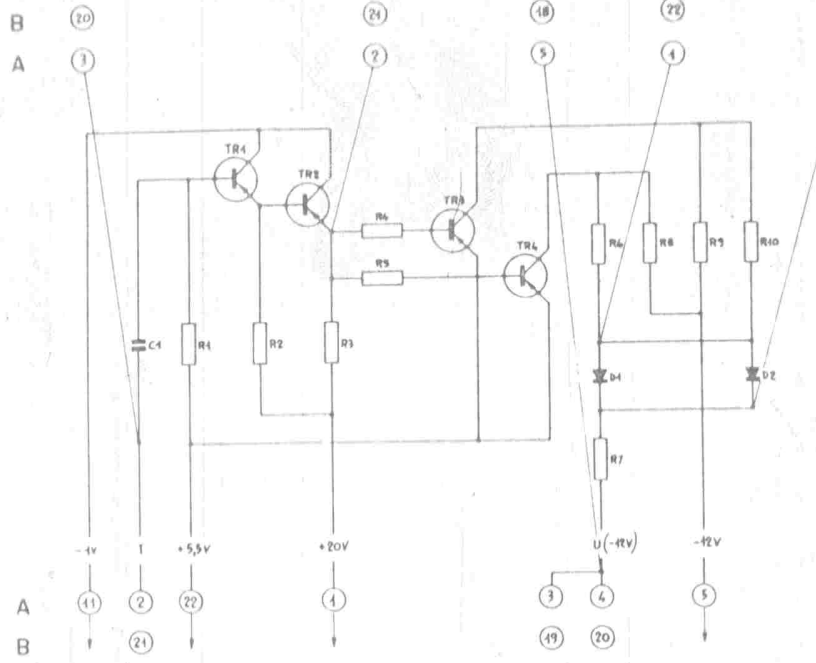 B 20 21 18 22
A 3 2 5 1
TR1
TR2
TR3
R4
TR4
R6 R8 R9 R10
R5
C1 R1 R2 R3
D1 D2
R7
-1V I +5,5V +20V U(-12V) -12V
A 11 2 22 1 3 4 5
B 21 19 20